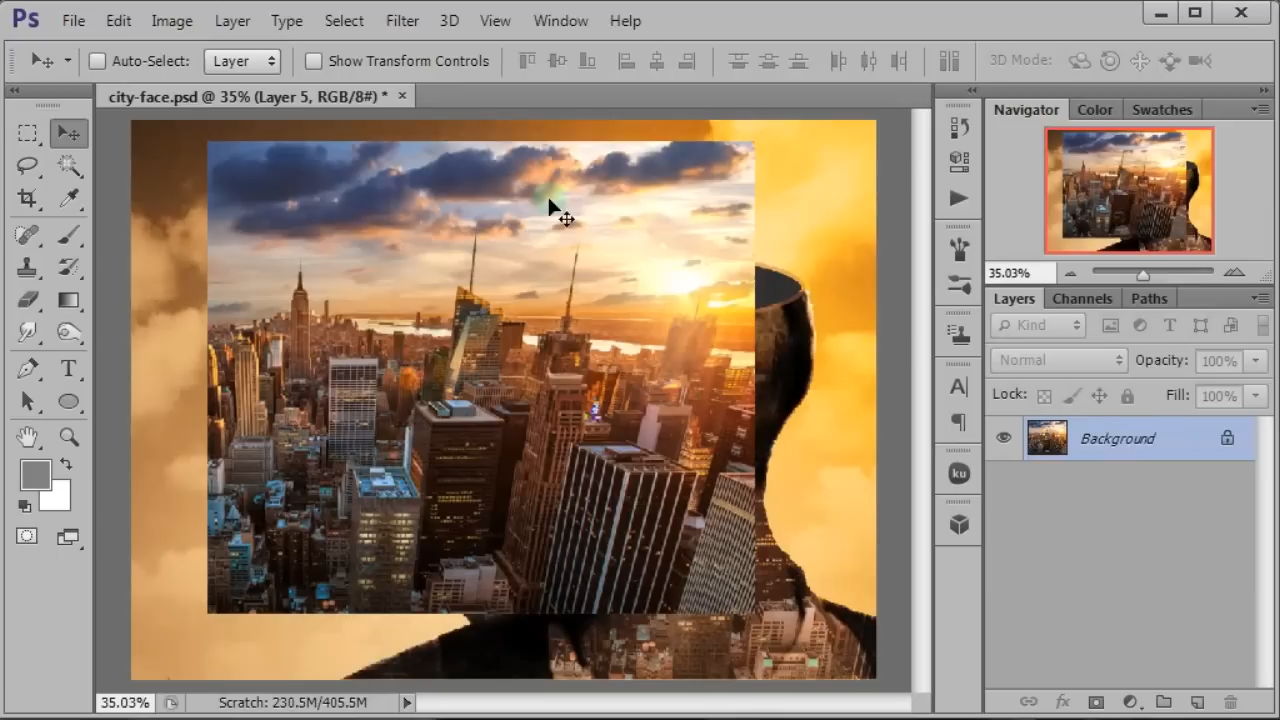 Ps File Edit Image Layer Type Select Filter 3D View Window Help
Auto-Select: Layer Show Transform Controls 3D Mode:
city-face.psd @ 35% (Layer 5, RGB/8#) * ×
Navigator Color Swatches
35.03%
Layers Channels Paths
Kind
Normal Opacity: 100%
Lock: Fill: 100%
Background
T
A
ku
fx
35.03% Scratch: 230.5M/405.5M